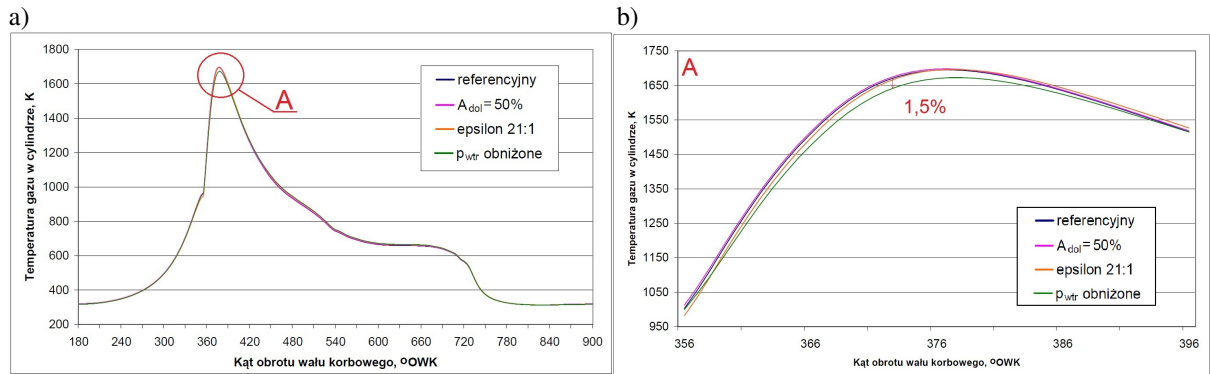 a)
1800
1600
1400
1200
1000
800
600
400
200
Temperatura gazu w cylindrze, K
A
referencyjny
Adol = 50%
epsilon 21:1
pwtr obniżone
180 240 300 360 420 480 540 600 660 720 780 840 900
Kąt obrotu wału korbowego, ºOWK
b)
1750
1650
1550
1450
1350
1250
1150
1050
950
Temperatura gazu w cylindrze, K
A
1,5%
referencyjny
Adol = 50%
epsilon 21:1
pwtr obniżone
356 366 376 386 396
Kąt obrotu wału korbowego, ºOWK